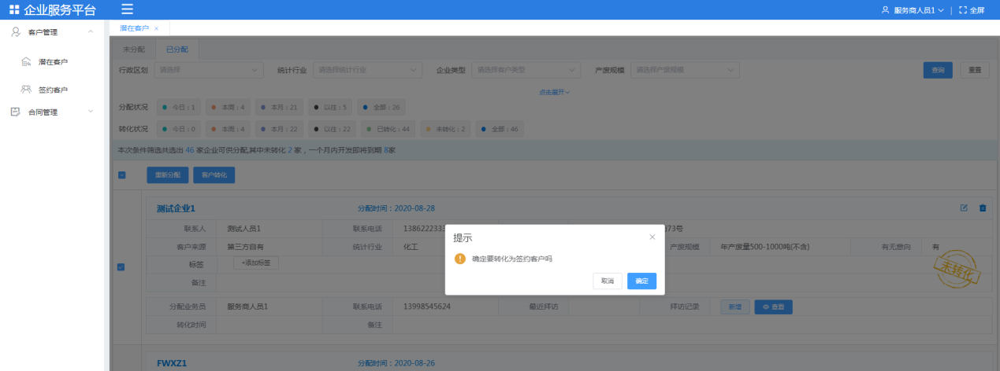 企业服务平台
服务商人员1 | 全屏
客户管理
潜在客户
签约客户
合同管理
潜在客户 ×
未分配 已分配
行政区划 请选择 统计行业 请选择统计行业 企业类型 请选择客户类型 产废规模 请选择产废规模 查询 重置
点击展开
分配状况 今日：1 本周：4 本月：21 以往：5 全部：26
转化状况 今日：0 本周：4 本月：22 以往：22 已转化：44 未转化：2 全部：46
本次条件筛选共选出 46 家企业可供分配,其中未转化 2 家，一个月内开发即将到期 8家
重新分配 客户转化
测试企业1 分配时间：2020-08-28
联系人 测试人员1 联系电话 1386222333 73号
客户来源 第三方自有 统计行业 化工 产废规模 年产废量500-1000吨(不含) 有无意向 有
标签 +添加标签
备注
未转化
提示 ×
确定要转化为签约客户吗
取消 确定
分配业务员 服务商人员1 联系电话 13998545624 最近拜访 拜访记录 新增 查看
转化时间 备注
FWXZ1 分配时间：2020-08-26